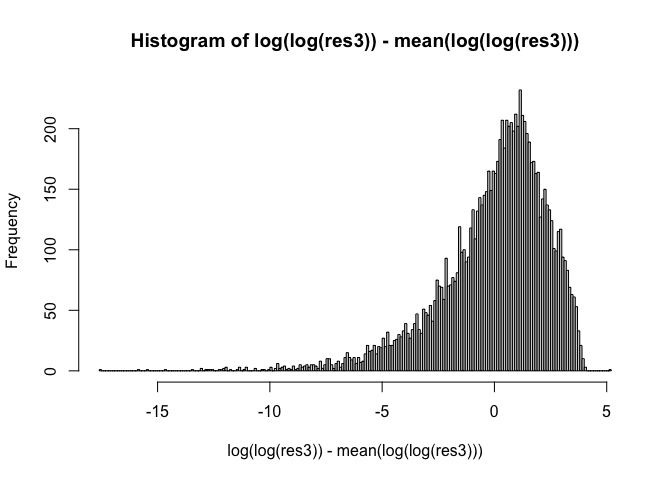 Histogram of log(log(res3)) - mean(log(log(res3)))
Frequency
200
150
100
50
0
-15 -10 -5 0 5
log(log(res3)) - mean(log(log(res3)))